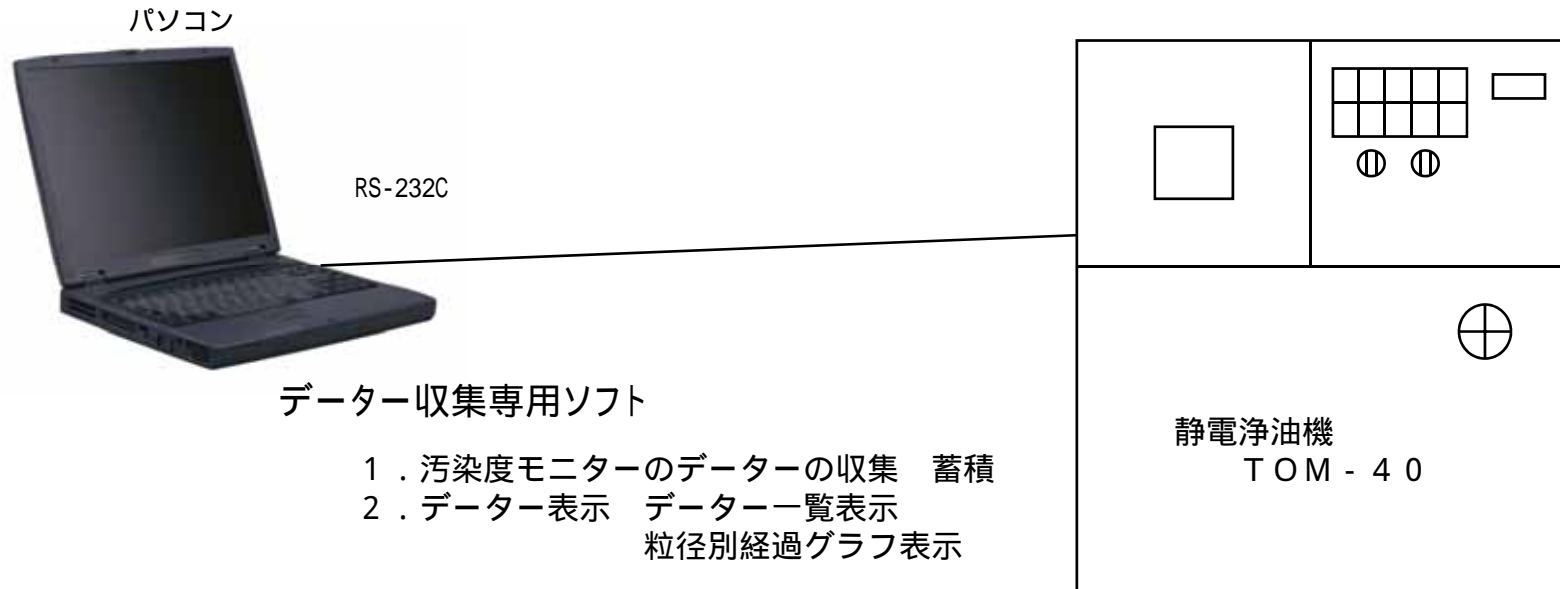 パソコン
RS-232C
データー収集専用ソフト
１．汚染度モニターのデーターの収集　蓄積
２．データー表示　データー一覧表示
粒径別経過グラフ表示
静電浄油機
ＴＯＭ-４０